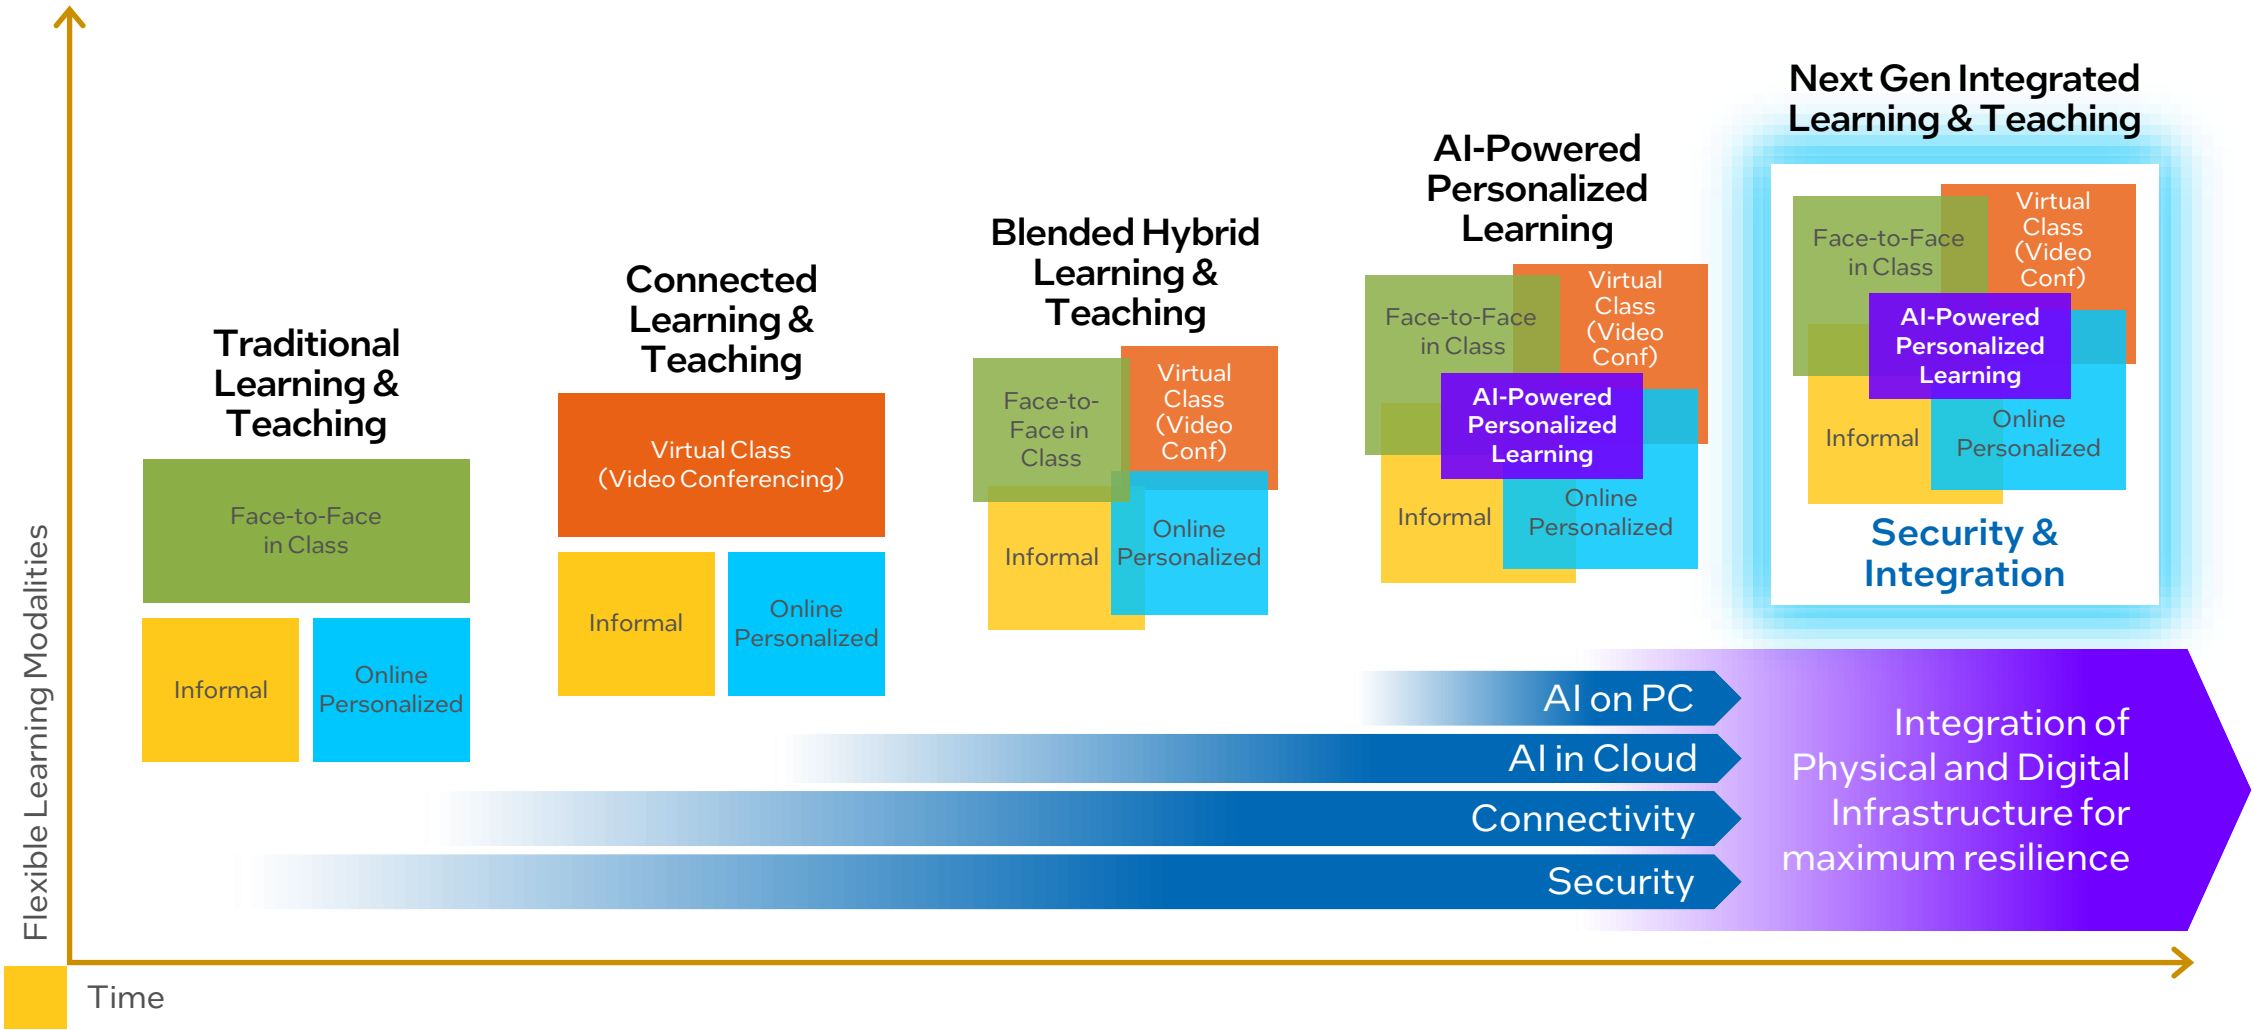 Flexible Learning Modalities
Traditional
Learning &
Teaching
Face-to-Face
in Class
Informal
Online
Personalized
Connected
Learning &
Teaching
Virtual Class
(Video Conferencing)
Informal
Online
Personalized
Blended Hybrid
Learning &
Teaching
Face-to-
Face in
Class
Virtual
Class
(Video
Conf)
Informal
Online
Personalized
AI-Powered
Personalized
Learning
Face-to-Face
in Class
Virtual
Class
(Video
Conf)
AI-Powered
Personalized
Learning
Informal
Online
Personalized
Next Gen Integrated
Learning & Teaching
Face-to-Face
in Class
Virtual
Class
(Video
Conf)
AI-Powered
Personalized
Learning
Informal
Online
Personalized
Security &
Integration
AI on PC
AI in Cloud
Connectivity
Security
Integration of
Physical and Digital
Infrastructure for
maximum resilience
Time